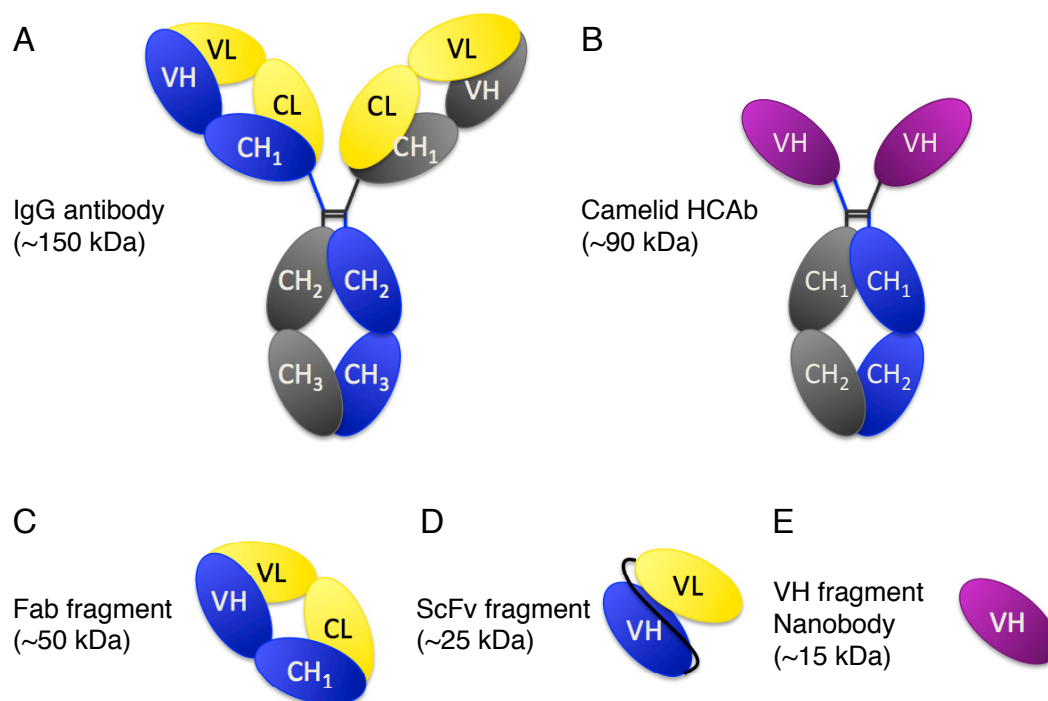 A
VL
VH
CL
CH₁
VL
VH
CL
CH₁
IgG antibody
(~150 kDa)
CH₂
CH₂
CH₃
CH₃
B
VH
VH
Camelid HCAb
(~90 kDa)
CH₁
CH₁
CH₂
CH₂
C
VL
VH
Fab fragment
(~50 kDa)
CL
CH₁
D
VL
ScFv fragment
(~25 kDa)
VH
E
VH fragment
Nanobody
(~15 kDa)
VH